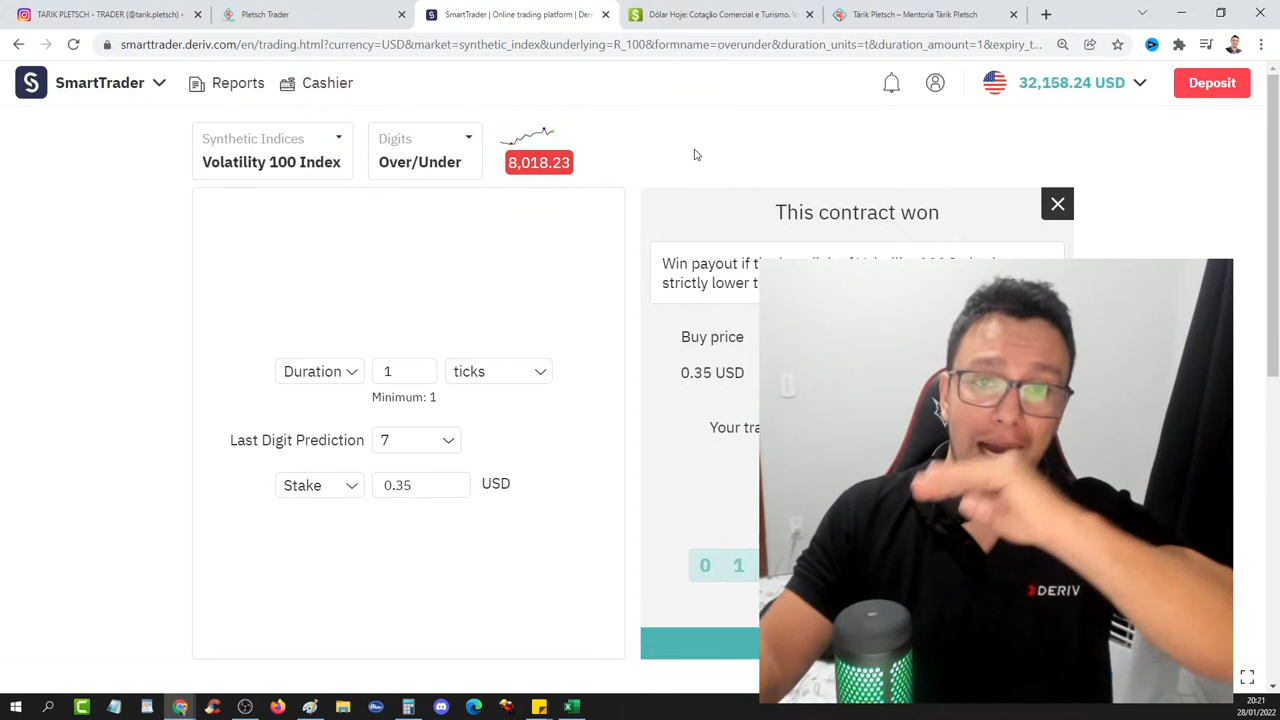 TARIK PLETSCH - TRADER (@tarik.pletsch) •
Pletsch Trader
SmartTrader | Online trading platform | Deri
Dólar Hoje: Cotação Comercial e Turismo. V
Tárik Pletsch – Mentoria Tárik Pletsch
smarttrader.deriv.com/en/trading.html?currency=USD&market=synthetic_index&underlying=R_100&formname=overunder&duration_units=t&duration_amount=1&expiry_t...
SmartTrader
Reports
Cashier
32,158.24 USD
Deposit
Synthetic Indices
Volatility 100 Index
Digits
Over/Under
8,018.23
This contract won
Win payout if th
strictly lower t
Buy price
0.35 USD
Your tra
0 1
Duration
1
ticks
Minimum: 1
Last Digit Prediction
7
Stake
0.35
USD
DERIV
20:21
28/01/2022